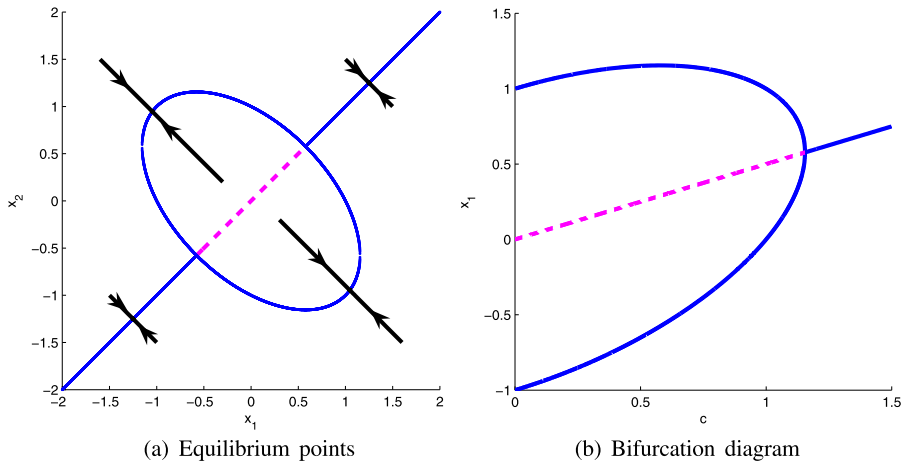 2
1.5
1
0.5
0
−0.5
−1
−1.5
−2
x2
−2 −1.5 −1 −0.5 0 0.5 1 1.5 2
x1
(a) Equilibrium points
1.5
1
0.5
0
−0.5
−1
x1
0 0.5 1 1.5
c
(b) Bifurcation diagram